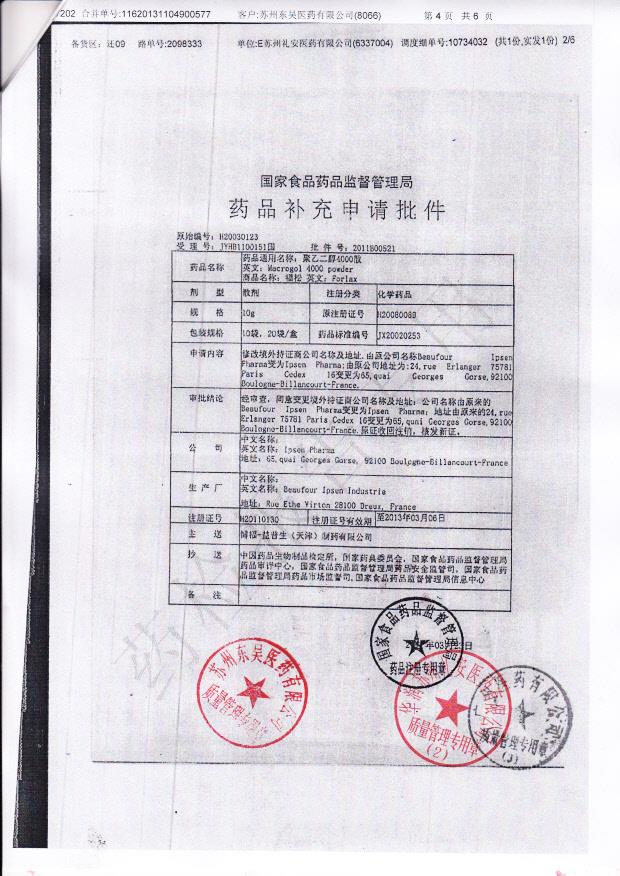 /202 合并单号:11620131104900577 客户:苏州东吴医药有限公司(8066) 第 4 页 共 6 页
备货区: 还09 路单号:2098333 单位:E苏州礼安医药有限公司(6337004) 调度细单号:10734032 (共1份,实发1份) 2/6
国家食品药品监督管理局
药品补充申请批件
原始编号: H20030123
受 理 号: JYHB1100151国 批 件 号: 2011B00521
药品名称 药品通用名称: 聚乙二醇4000散
英文: Macrogol 4000 powder
商品名称: 福松 英文: Forlax
剂 型 散剂 注册分类 化学药品
规 格 10g 原注册证号 H20080089
包装规格 10袋, 20袋/盒 药品标准编号 JX20020253
申请内容 修改境外持证商公司名称及地址.由原公司名称Beaufour Ipsen
Pharma变为Ipsen Pharma;由原公司地址为:24,rue Erlanger 75781
Paris Cedex 16变更为65,quai Georges Gorse,92100
Boulogne-Billancourt-France.
审批结论 经审查, 同意变更境外持证商公司名称及地址: 公司名称由原来的
Beaufour Ipsen Pharma变更为Ipsen Pharma; 地址由原来的24,rue
Erlanger 75781 Paris Cedex 16变更为65,quai Georges Gorse,92100
Boulogne-Billancourt-France.原证收回注销, 核发新证.
公 司 中文名称:
英文名称: Ipsen Pharma
地址: 65,quai Georges Gorse, 92100 Boulogne-Billancourt-France
生 产 厂 中文名称:
英文名称: Beaufour Ipsen Industrie
地址: Rue Ethe Virton 28100 Dreux, France
注册证号 H20110130 注册证号有效期 至2013年03月06日
主 送 博福-益普生(天津)制药有限公司
抄 送 中国药品生物制品检定所, 国家药典委员会, 国家食品药品监督管理局
药品审评中心, 国家食品药品监督管理局药品安全监管司, 国家食品药
品监督管理局药品市场监督司,国家食品药品监督管理局信息中心
备 注
国家食品药品监督管理局
药品注册专用章
苏州东吴医药有限公司
质量管理专用章
质量管理专用章
(2)
医药有限公司
质量管理专用章
(3)